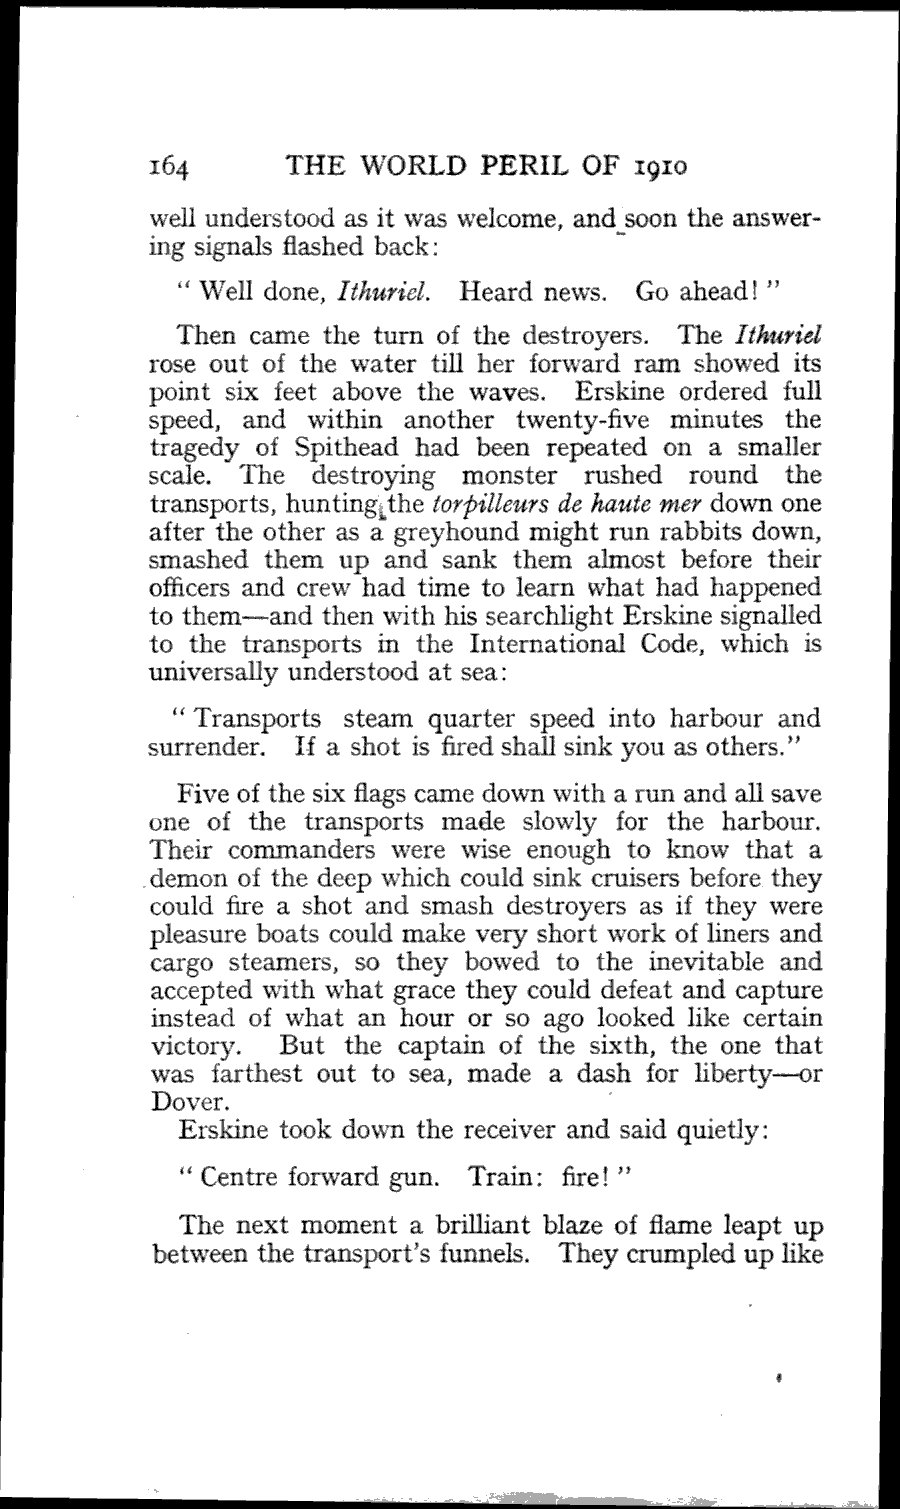 164 THE WORLD PERIL OF 1910
well understood as it was welcome, and soon the answer-
ing signals flashed back:
“ Well done, Ithuriel. Heard news. Go ahead! ”
Then came the turn of the destroyers. The Ithuriel
rose out of the water till her forward ram showed its
point six feet above the waves. Erskine ordered full
speed, and within another twenty-five minutes the
tragedy of Spithead had been repeated on a smaller
scale. The destroying monster rushed round the
transports, hunting the torpilleurs de haute mer down one
after the other as a greyhound might run rabbits down,
smashed them up and sank them almost before their
officers and crew had time to learn what had happened
to them—and then with his searchlight Erskine signalled
to the transports in the International Code, which is
universally understood at sea:
“ Transports steam quarter speed into harbour and
surrender. If a shot is fired shall sink you as others.”
Five of the six flags came down with a run and all save
one of the transports made slowly for the harbour.
Their commanders were wise enough to know that a
demon of the deep which could sink cruisers before they
could fire a shot and smash destroyers as if they were
pleasure boats could make very short work of liners and
cargo steamers, so they bowed to the inevitable and
accepted with what grace they could defeat and capture
instead of what an hour or so ago looked like certain
victory. But the captain of the sixth, the one that
was farthest out to sea, made a dash for liberty—or
Dover.
Erskine took down the receiver and said quietly:
“ Centre forward gun. Train: fire! ”
The next moment a brilliant blaze of flame leapt up
between the transport’s funnels. They crumpled up like